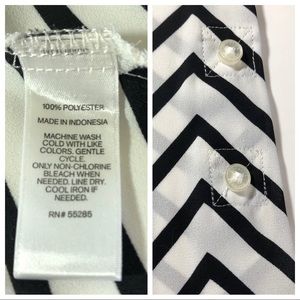 100% POLYESTER
MADE IN INDONESIA
MACHINE WASH
COLD WITH LIKE
COLORS. GENTLE
CYCLE.
ONLY NON-CHLORINE
BLEACH WHEN
NEEDED. LINE DRY.
COOL IRON IF
NEEDED.
RN# 55285